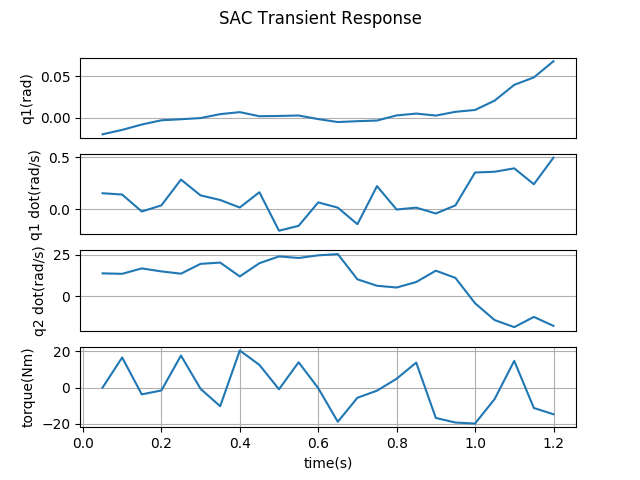 SAC Transient Response
q1(rad)
0.05
0.00
q1 dot(rad/s)
0.5
0.0
q2 dot(rad/s)
25
0
torque(Nm)
20
0
−20
0.0 0.2 0.4 0.6 0.8 1.0 1.2
time(s)